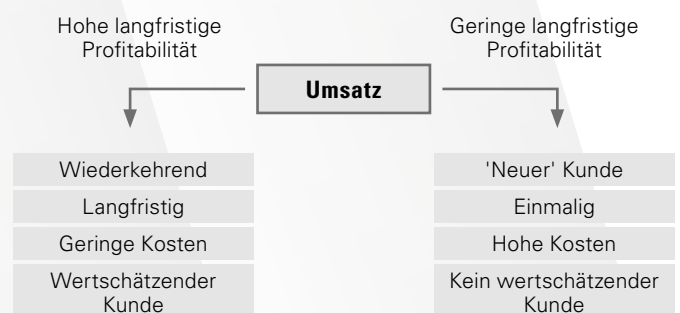 Hohe langfristige
Profitabilität
Geringe langfristige
Profitabilität
Umsatz
Wiederkehrend
Langfristig
Geringe Kosten
Wertschätzender
Kunde
'Neuer' Kunde
Einmalig
Hohe Kosten
Kein wertschätzender
Kunde